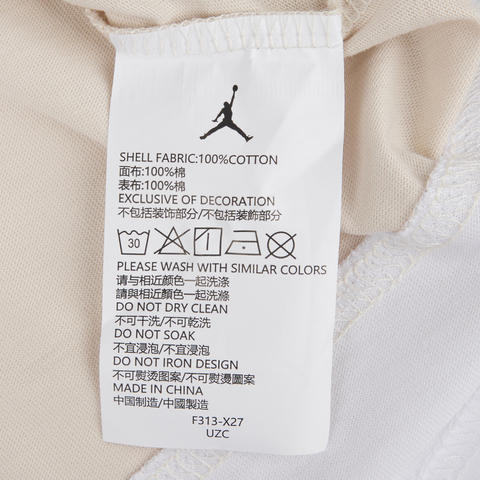 SHELL FABRIC:100%COTTON
面布:100%棉
表布:100%棉
EXCLUSIVE OF DECORATION
不包括装饰部分/不包括裝飾部分
30
PLEASE WASH WITH SIMILAR COLORS
请与相近颜色一起洗涤
請與相近顏色一起洗滌
DO NOT DRY CLEAN
不可干洗/不可乾洗
DO NOT SOAK
不宜浸泡/不宜浸泡
DO NOT IRON DESIGN
不可熨烫图案/不可熨燙圖案
MADE IN CHINA
中国制造/中國製造
F313-X27
UZC